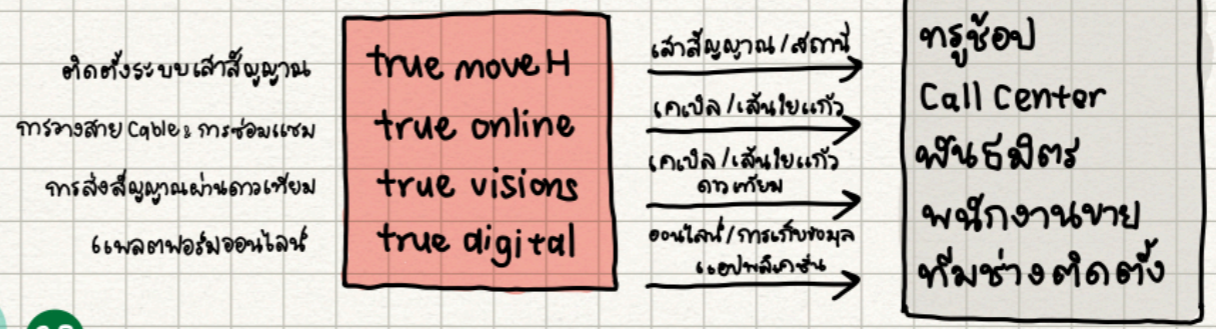 ติดตั้งระบบเสาสัญญาณ
การวางสาย Cable & การซ่อมแซม
การส่งสัญญาณผ่านดาวเทียม
แพลตฟอร์มออนไลน์
true move H
true online
true visions
true digital
เสาสัญญาณ/สถานี
เคเบิล/เส้นใยแก้ว
เคเบิล/เส้นใยแก้ว
ดาวเทียม
ออนไลน์/การเก็บข้อมูล
แอปพลิเคชั่น
ทรูช้อป
Call Center
พันธมิตร
พนักงานขาย
ทีมช่างติดตั้ง